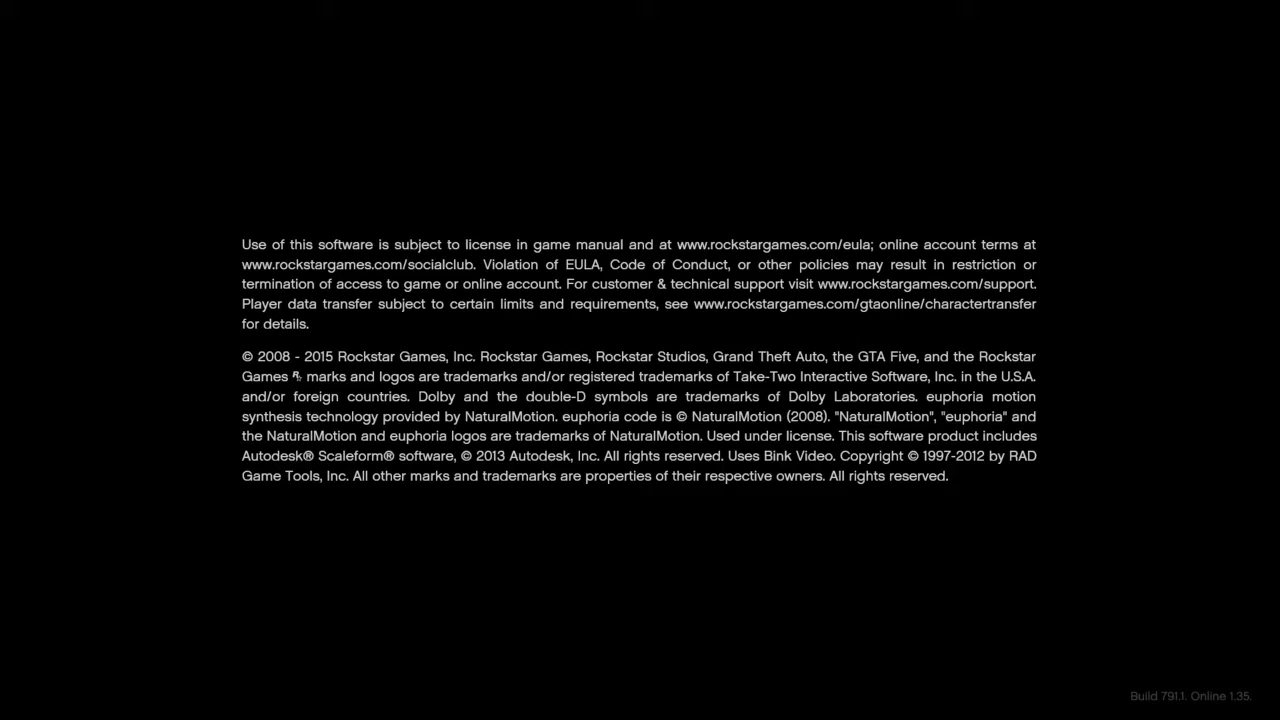 Use of this software is subject to license in game manual and at www.rockstargames.com/eula; online account terms at
www.rockstargames.com/socialclub. Violation of EULA, Code of Conduct, or other policies may result in restriction or
termination of access to game or online account. For customer & technical support visit www.rockstargames.com/support.
Player data transfer subject to certain limits and requirements, see www.rockstargames.com/gtaonline/charactertransfer
for details.
© 2008 - 2015 Rockstar Games, Inc. Rockstar Games, Rockstar Studios, Grand Theft Auto, the GTA Five, and the Rockstar
Games R* marks and logos are trademarks and/or registered trademarks of Take-Two Interactive Software, Inc. in the U.S.A.
and/or foreign countries. Dolby and the double-D symbols are trademarks of Dolby Laboratories. euphoria motion
synthesis technology provided by NaturalMotion. euphoria code is © NaturalMotion (2008). "NaturalMotion", "euphoria" and
the NaturalMotion and euphoria logos are trademarks of NaturalMotion. Used under license. This software product includes
Autodesk® Scaleform® software, © 2013 Autodesk, Inc. All rights reserved. Uses Bink Video. Copyright © 1997-2012 by RAD
Game Tools, Inc. All other marks and trademarks are properties of their respective owners. All rights reserved.
Build 791.1. Online 1.35.